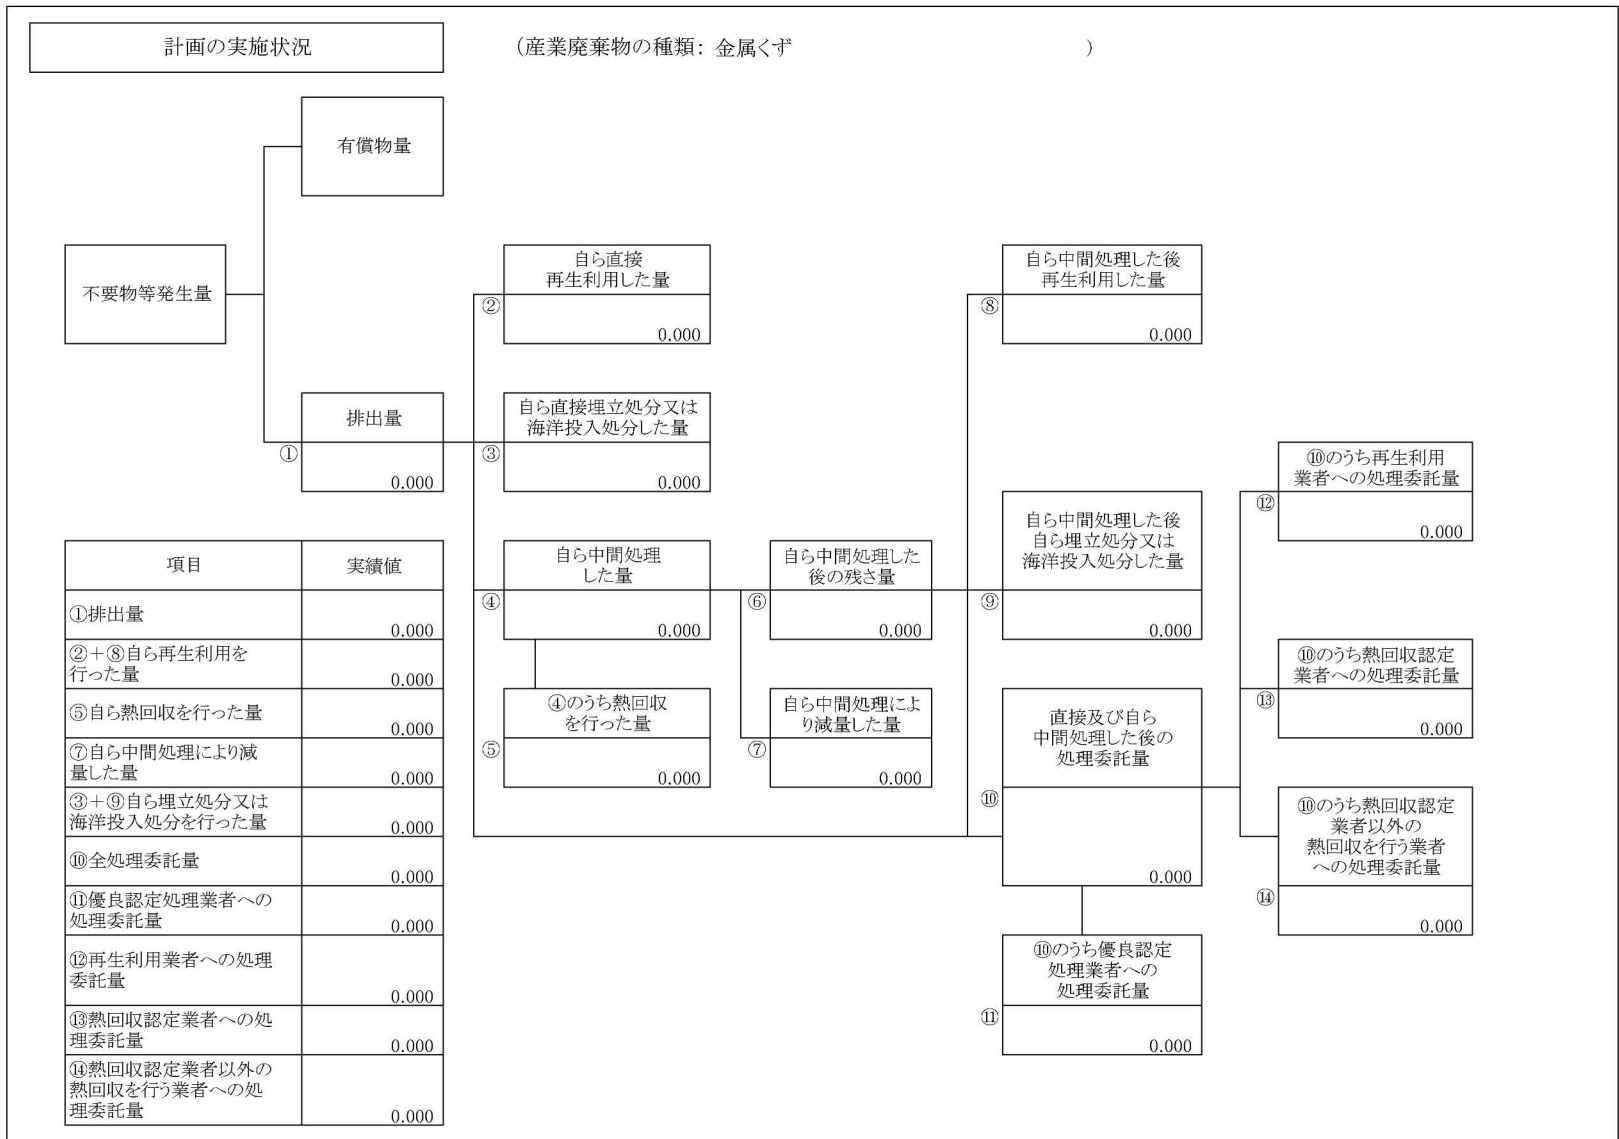 計画の実施状況
（産業廃棄物の種類： 金属くず ）
有償物量
不要物等発生量
排出量
①
0.000
自ら直接
再生利用した量
②
0.000
自ら直接埋立処分又は
海洋投入処分した量
③
0.000
自ら中間処理
した量
④
0.000
④のうち熱回収
を行った量
⑤
0.000
自ら中間処理した
後の残さ量
⑥
0.000
自ら中間処理によ
り減量した量
⑦
0.000
自ら中間処理した後
再生利用した量
⑧
0.000
自ら中間処理した後
自ら埋立処分又は
海洋投入処分した量
⑨
0.000
直接及び自ら
中間処理した後の
処理委託量
⑩
0.000
⑩のうち優良認定
処理業者への
処理委託量
⑪
0.000
⑩のうち再生利用
業者への処理委託量
⑫
0.000
⑩のうち熱回収認定
業者への処理委託量
⑬
0.000
⑩のうち熱回収認定
業者以外の
熱回収を行う業者
への処理委託量
⑭
0.000
項目 実績値
①排出量
0.000
②＋⑧自ら再生利用を
行った量
0.000
⑤自ら熱回収を行った量
0.000
⑦自ら中間処理により減
量した量
0.000
③＋⑨自ら埋立処分又は
海洋投入処分を行った量
0.000
⑩全処理委託量
0.000
⑪優良認定処理業者への
処理委託量
0.000
⑫再生利用業者への処理
委託量
0.000
⑬熱回収認定業者への処
理委託量
0.000
⑭熱回収認定業者以外の
熱回収を行う業者への処
理委託量
0.000